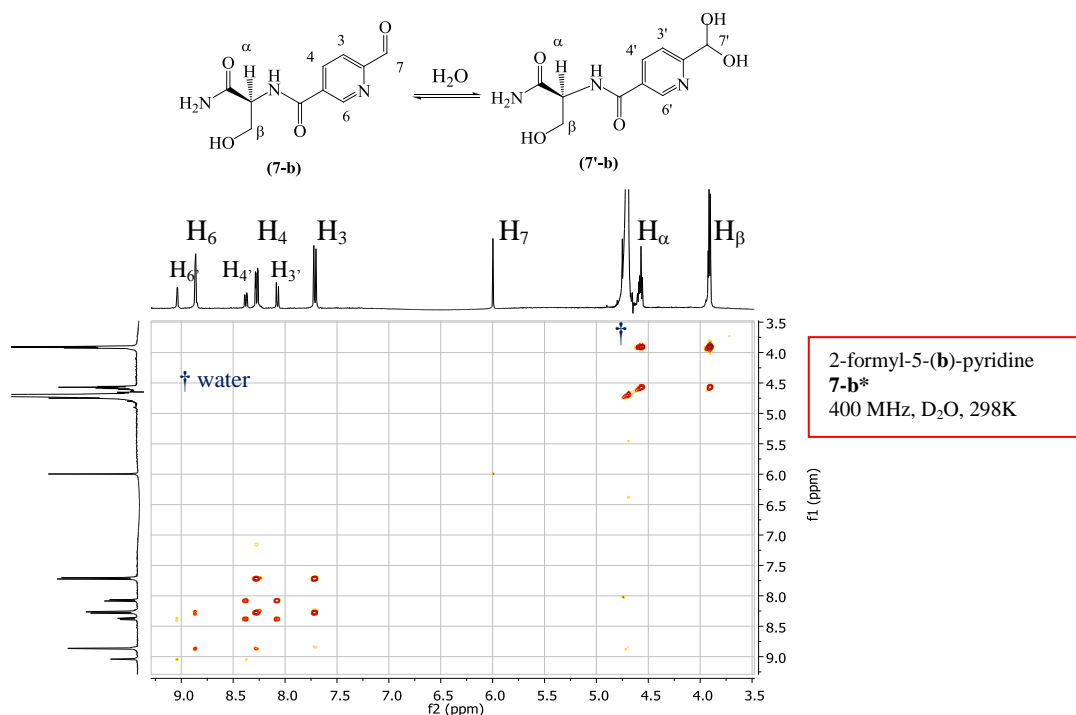 O
H₂N
α
H
HO
β
H
N
O
4
3
6
N
O
7
(7-b)
H₂O
O
H₂N
α
H
HO
β
H
N
O
4'
3'
6'
N
OH
7'
OH
(7'-b)
H₆ H₄ H₃ H₇ Hα Hβ
H₆' H₄' H₃'
†
† water
3.5
4.0
4.5
5.0
5.5
6.0
6.5
7.0
7.5
8.0
8.5
9.0
f1 (ppm)
9.0 8.5 8.0 7.5 7.0 6.5 6.0 5.5 5.0 4.5 4.0 3.5
f2 (ppm)
2-formyl-5-(b)-pyridine
7-b*
400 MHz, D₂O, 298K